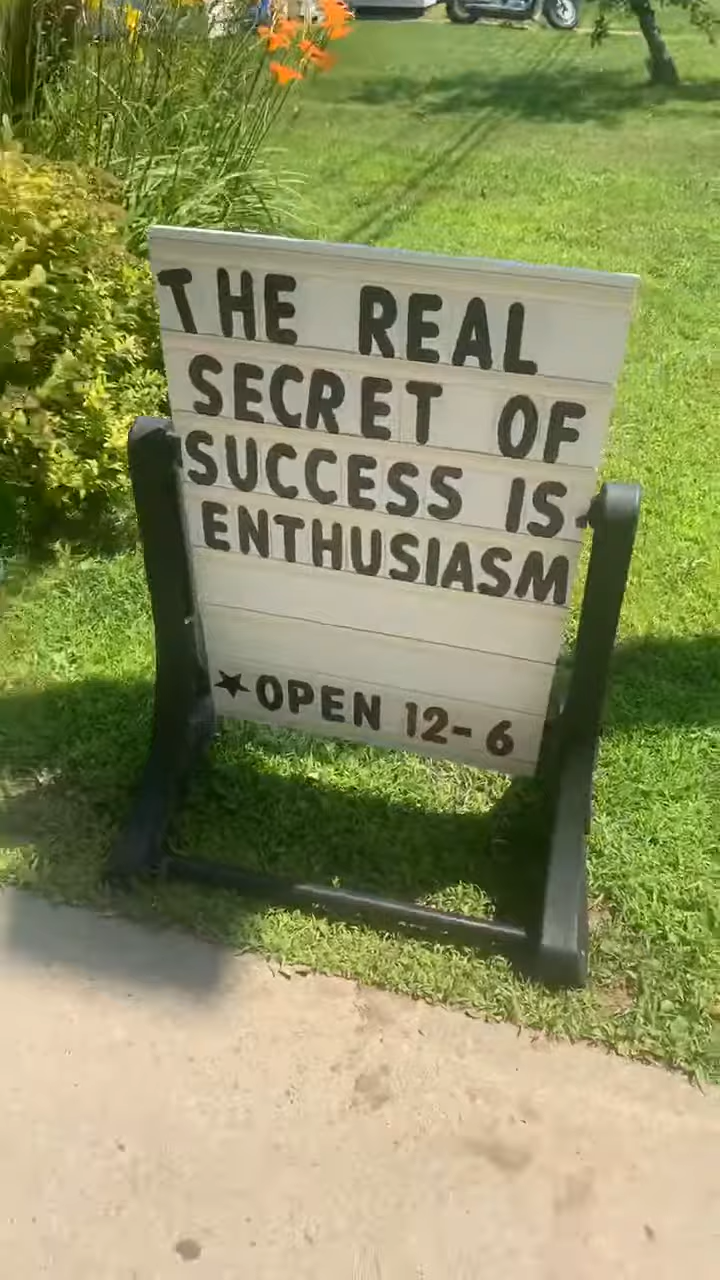 THE REAL
SECRET OF
SUCCESS IS
ENTHUSIASM
★OPEN 12-6